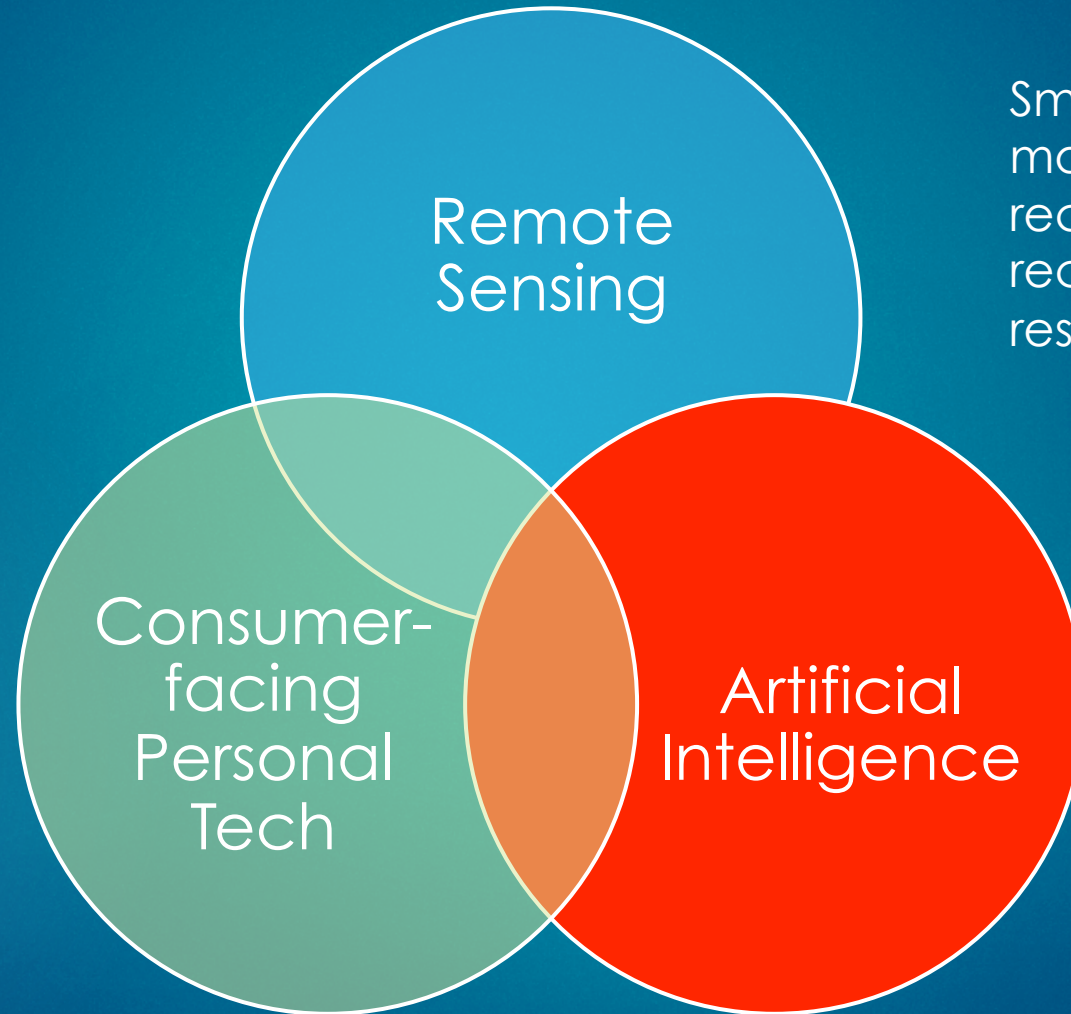 Remote
Sensing
Consumer-
facing
Personal
Tech
Artificial
Intelligence